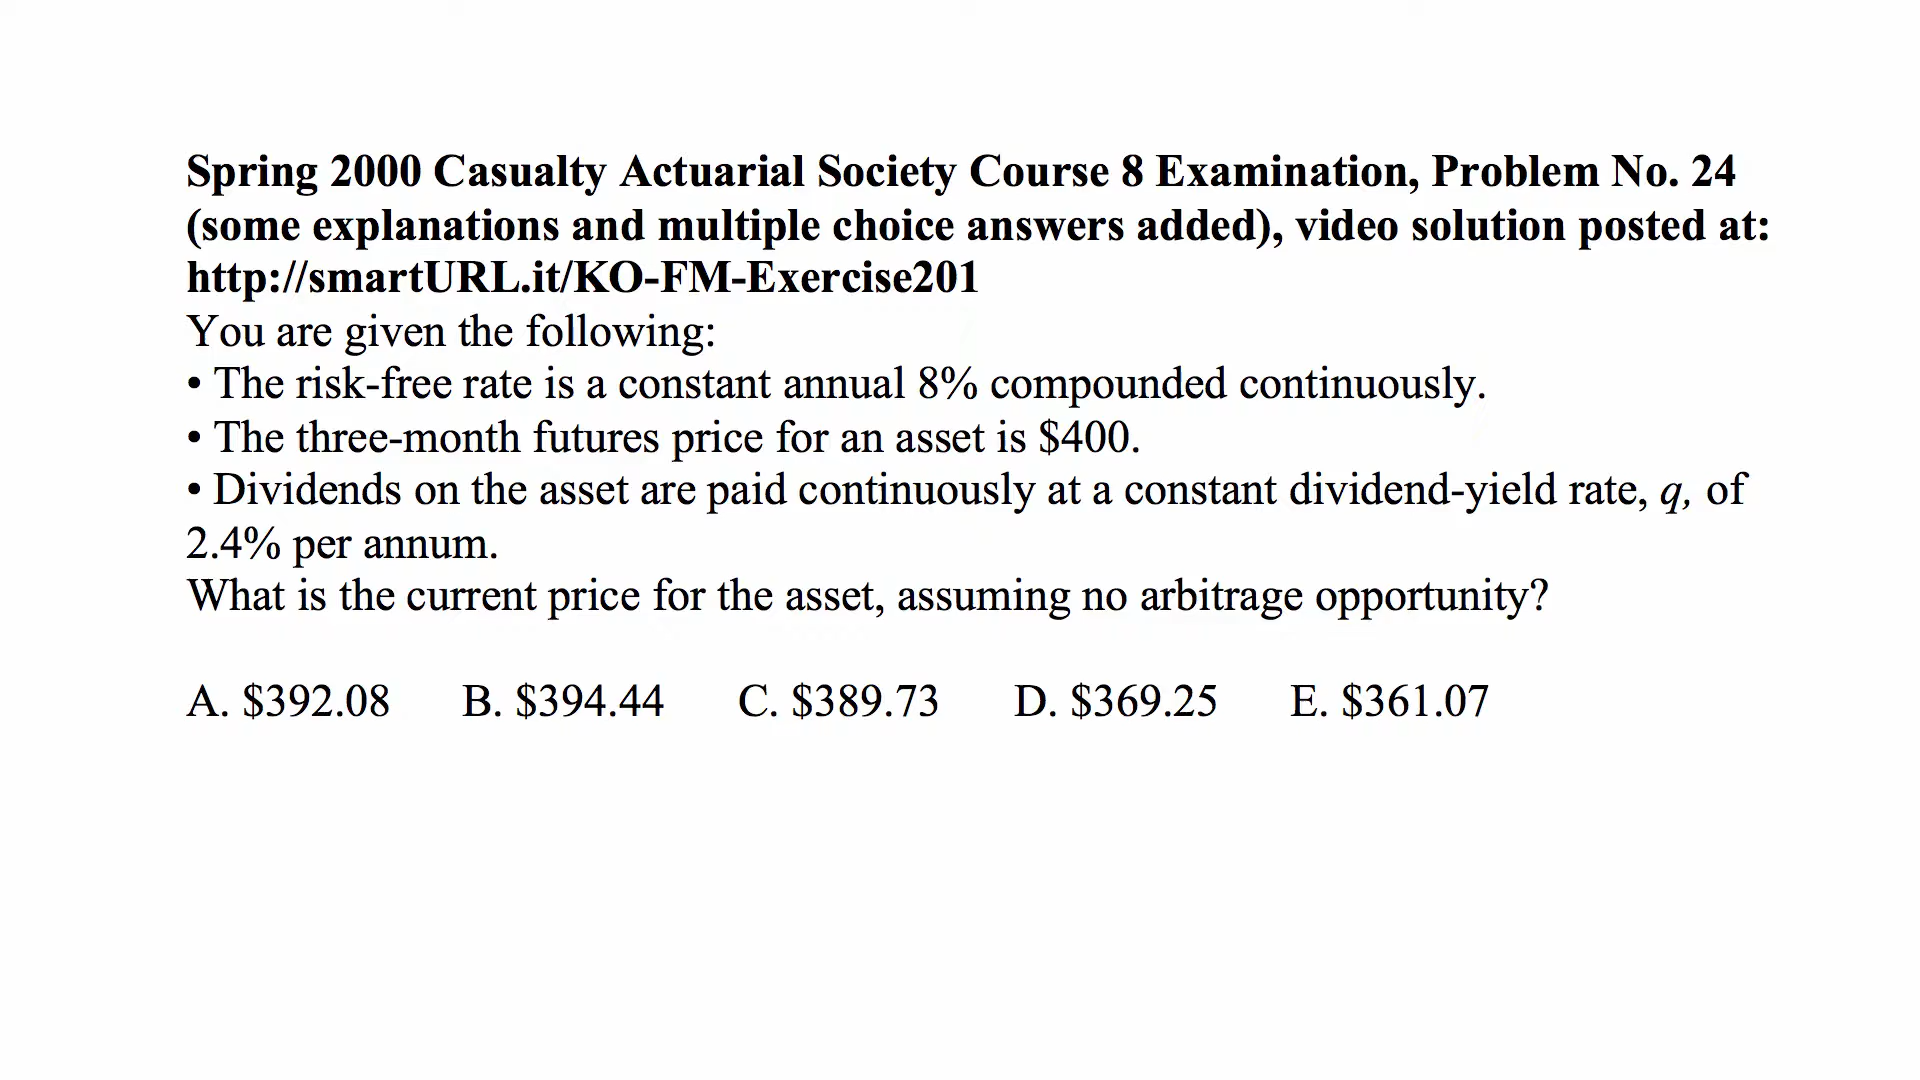 Spring 2000 Casualty Actuarial Society Course 8 Examination, Problem No. 24
(some explanations and multiple choice answers added), video solution posted at:
http://smartURL.it/KO-FM-Exercise201
You are given the following:
• The risk-free rate is a constant annual 8% compounded continuously.
• The three-month futures price for an asset is $400.
• Dividends on the asset are paid continuously at a constant dividend-yield rate, q, of
2.4% per annum.
What is the current price for the asset, assuming no arbitrage opportunity?
A. $392.08 B. $394.44 C. $389.73 D. $369.25 E. $361.07